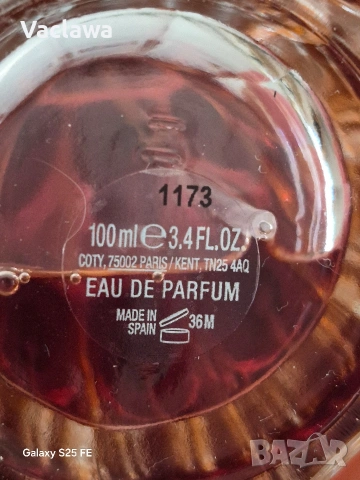 Vaclawa
1173
100 ml e 3.4 FL.OZ.
COTY, 75002 PARIS / KENT, TN25 4AQ
EAU DE PARFUM
MADE IN
SPAIN 36M
Galaxy S25 FE
BAZAR